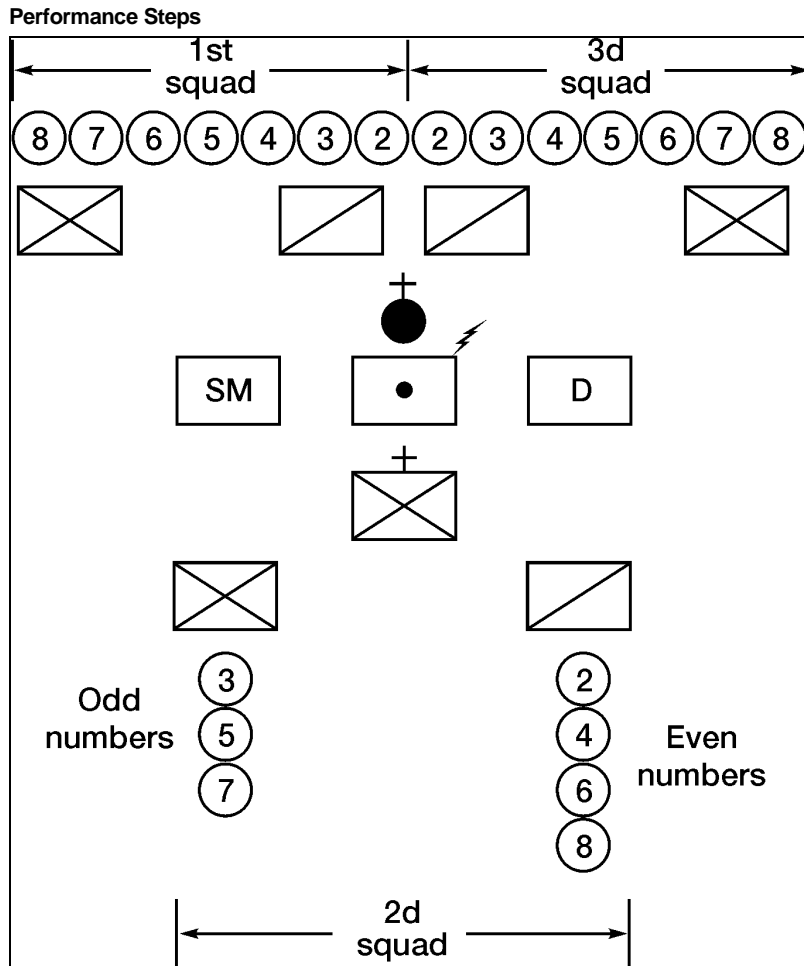 Performance Steps
1st
squad
3d
squad
8 7 6 5 4 3 2 2 3 4 5 6 7 8
SM
D
Odd
numbers
3
5
7
2
4
6
8
Even
numbers
2d
squad